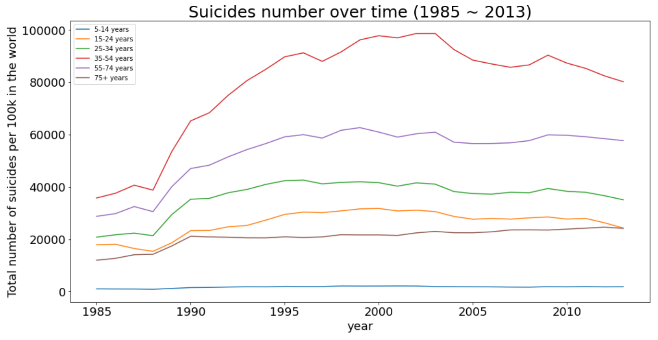 Suicides number over time (1985 ~ 2013)
Total number of suicides per 100k in the world
100000
80000
60000
40000
20000
0
5-14 years
15-24 years
25-34 years
35-54 years
55-74 years
75+ years
1985
1990
1995
2000
2005
2010
year